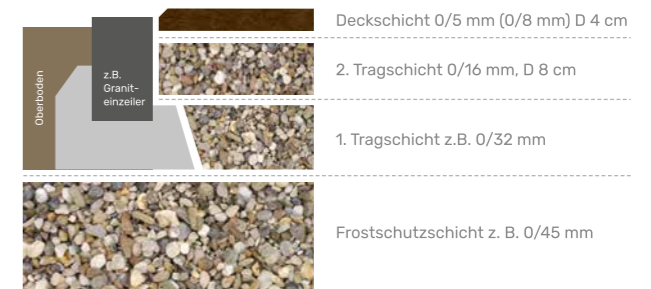 Deckschicht 0/5 mm (0/8 mm) D 4 cm
Oberboden
z.B.
Granit-
einzeiler
2. Tragschicht 0/16 mm, D 8 cm
1. Tragschicht z.B. 0/32 mm
Frostschutzschicht z. B. 0/45 mm